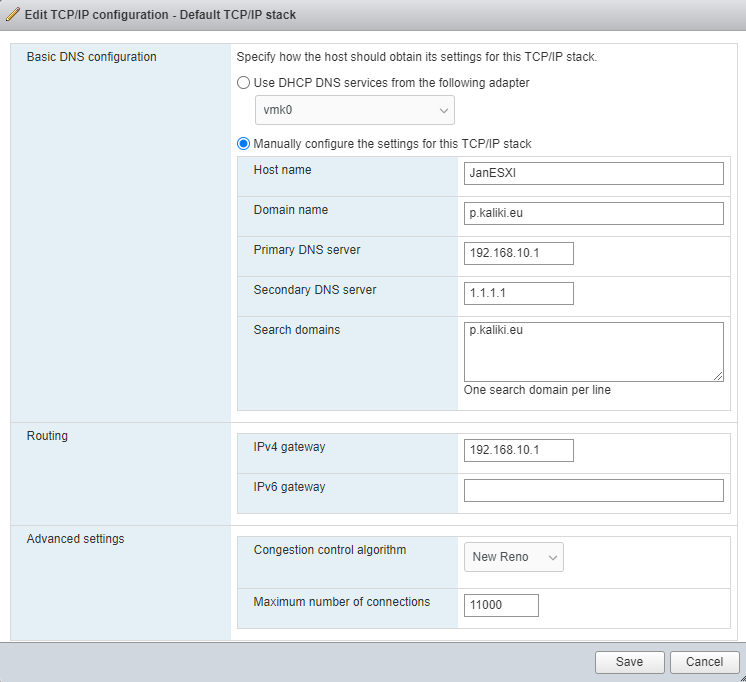 Edit TCP/IP configuration - Default TCP/IP stack
Basic DNS configuration
Specify how the host should obtain its settings for this TCP/IP stack.
Use DHCP DNS services from the following adapter
vmk0
Manually configure the settings for this TCP/IP stack
Host name
JanESXI
Domain name
p.kaliki.eu
Primary DNS server
192.168.10.1
Secondary DNS server
1.1.1.1
Search domains
p.kaliki.eu
One search domain per line
Routing
IPv4 gateway
192.168.10.1
IPv6 gateway
Advanced settings
Congestion control algorithm
New Reno
Maximum number of connections
11000
Save
Cancel